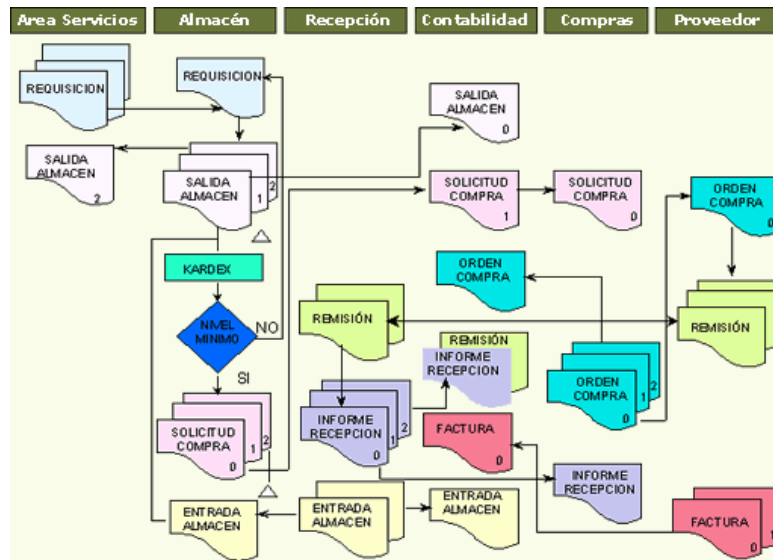 Area Servicios
Almacén
Recepción
Contabilidad
Compras
Proveedor
REQUISICION
REQUISICION
SALIDA
ALMACEN
0
SALIDA
ALMACEN
2
SALIDA
ALMACEN
1
2
SOLICITUD
COMPRA
1
SOLICITUD
COMPRA
0
ORDEN
COMPRA
0
KARDEX
ORDEN
COMPRA
NIVEL
MINIMO
NO
SI
REMISIÓN
REMISIÓN
REMISIÓN
INFORME
RECEPCION
ORDEN
COMPRA
0
1
2
SOLICITUD
COMPRA
0
1
2
INFORME
RECEPCION
0
1
2
FACTURA
0
INFORME
RECEPCION
ENTRADA
ALMACEN
ENTRADA
ALMACEN
ENTRADA
ALMACEN
FACTURA
0
1